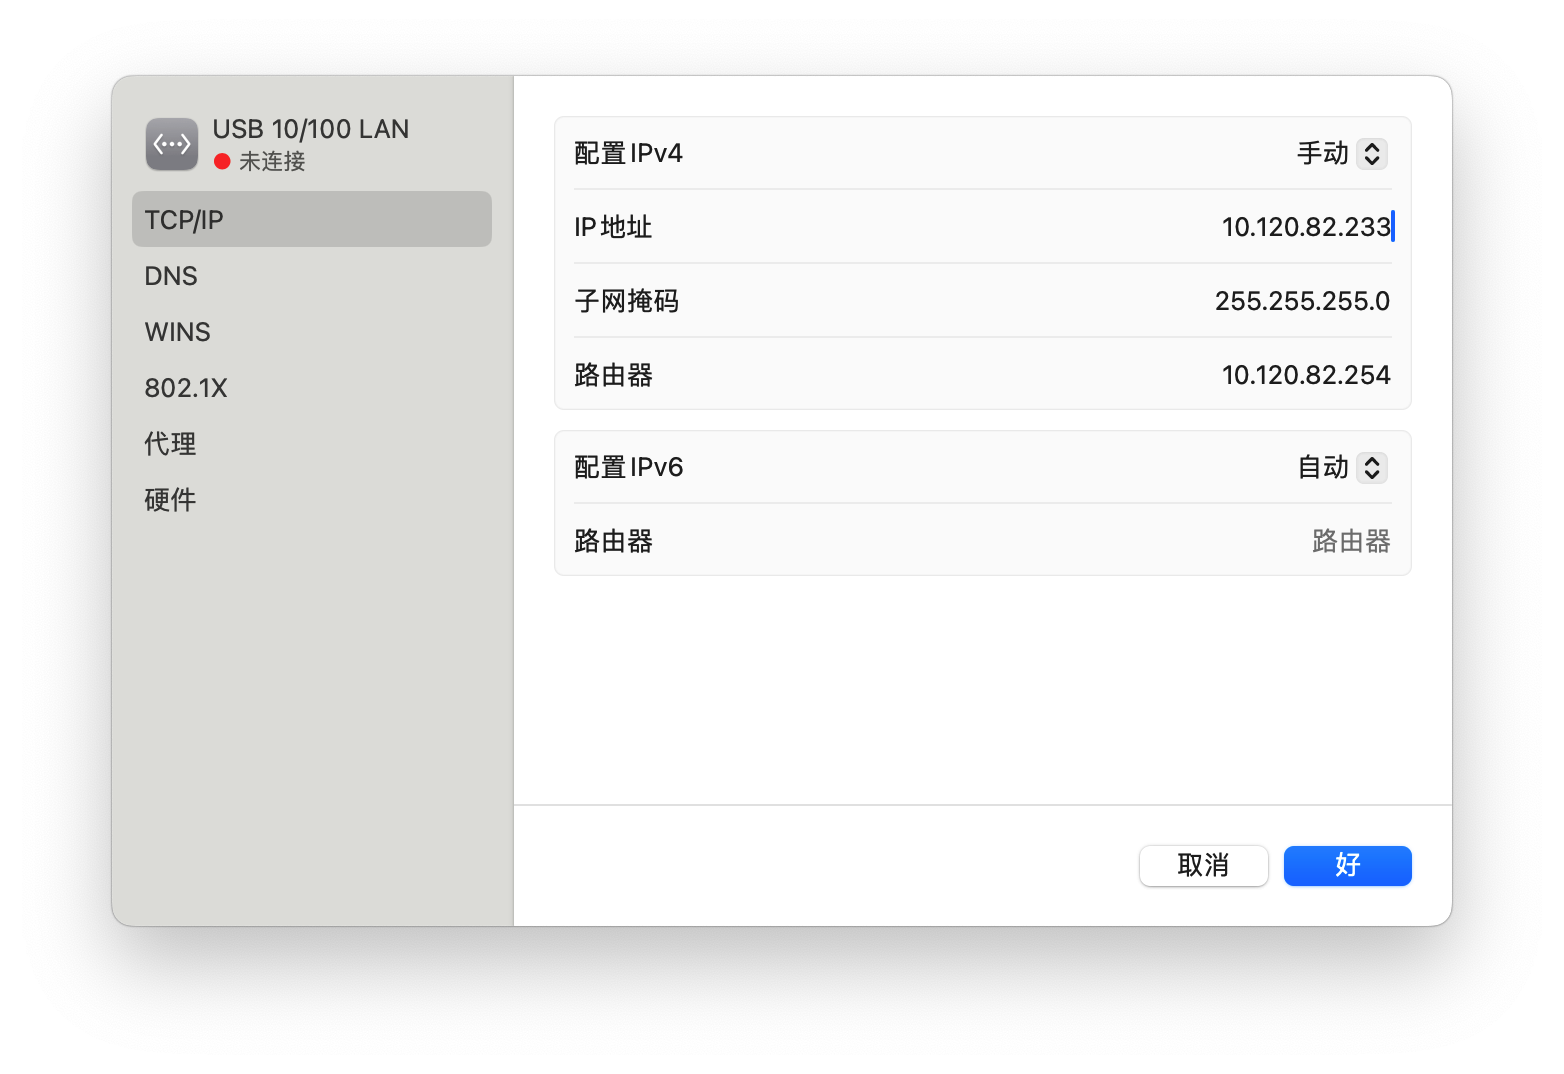 USB 10/100 LAN
未连接
TCP/IP
DNS
WINS
802.1X
代理
硬件
配置 IPv4 手动
IP 地址 10.120.82.233
子网掩码 255.255.255.0
路由器 10.120.82.254
配置 IPv6 自动
路由器 路由器
取消 好